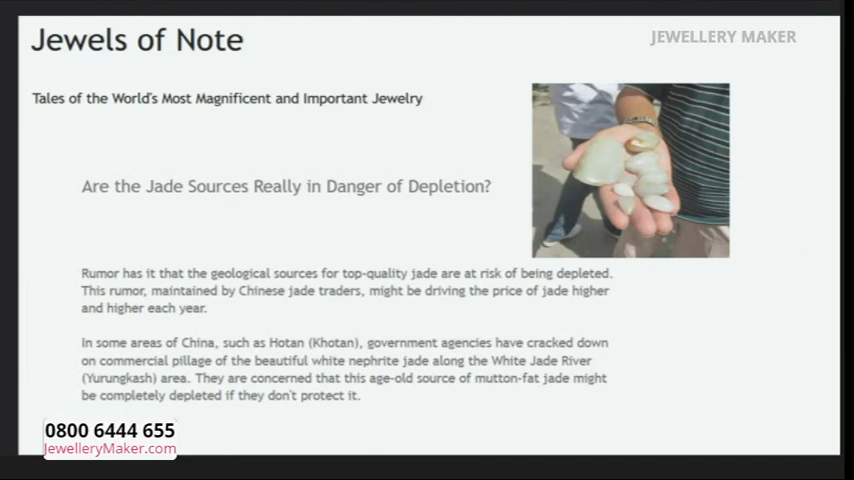 Jewels of Note
JEWELLERY MAKER
Tales of the World's Most Magnificent and Important Jewelry
Are the Jade Sources Really in Danger of Depletion?
Rumor has it that the geological sources for top-quality jade are at risk of being depleted.
This rumor, maintained by Chinese jade traders, might be driving the price of jade higher
and higher each year.
In some areas of China, such as Hotan (Khotan), government agencies have cracked down
on commercial pillage of the beautiful white nephrite jade along the White Jade River
(Yurungkash) area. They are concerned that this age-old source of mutton-fat jade might
be completely depleted if they don't protect it.
0800 6444 655
JewelleryMaker.com